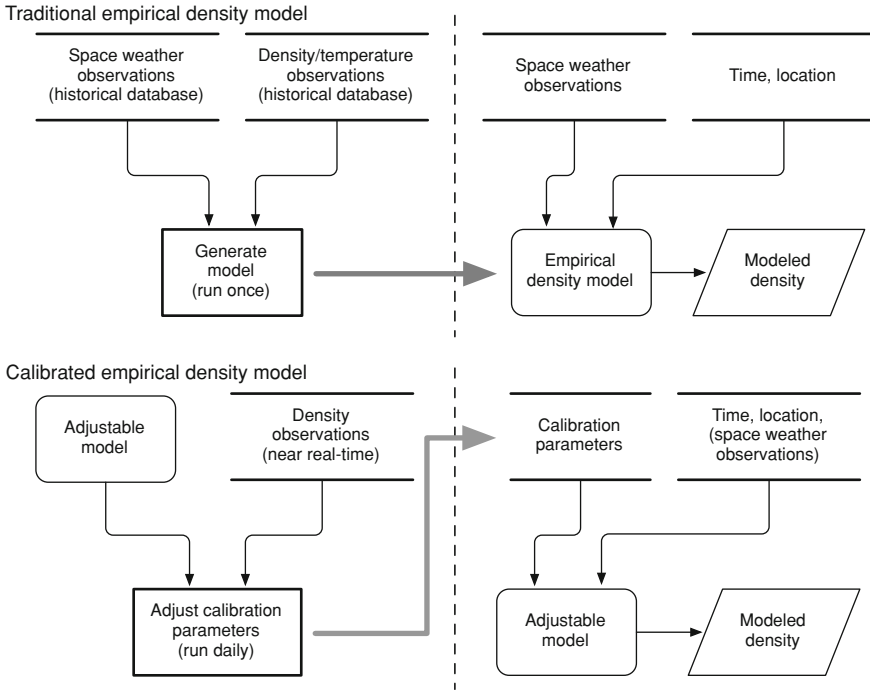 Traditional empirical density model
Space weather
observations
(historical database)
Density/temperature
observations
(historical database)
Space weather
observations
Time, location
Generate
model
(run once)
Empirical
density model
Modeled
density
Calibrated empirical density model
Adjustable
model
Density
observations
(near real-time)
Calibration
parameters
Time, location,
(space weather
observations)
Adjust calibration
parameters
(run daily)
Adjustable
model
Modeled
density